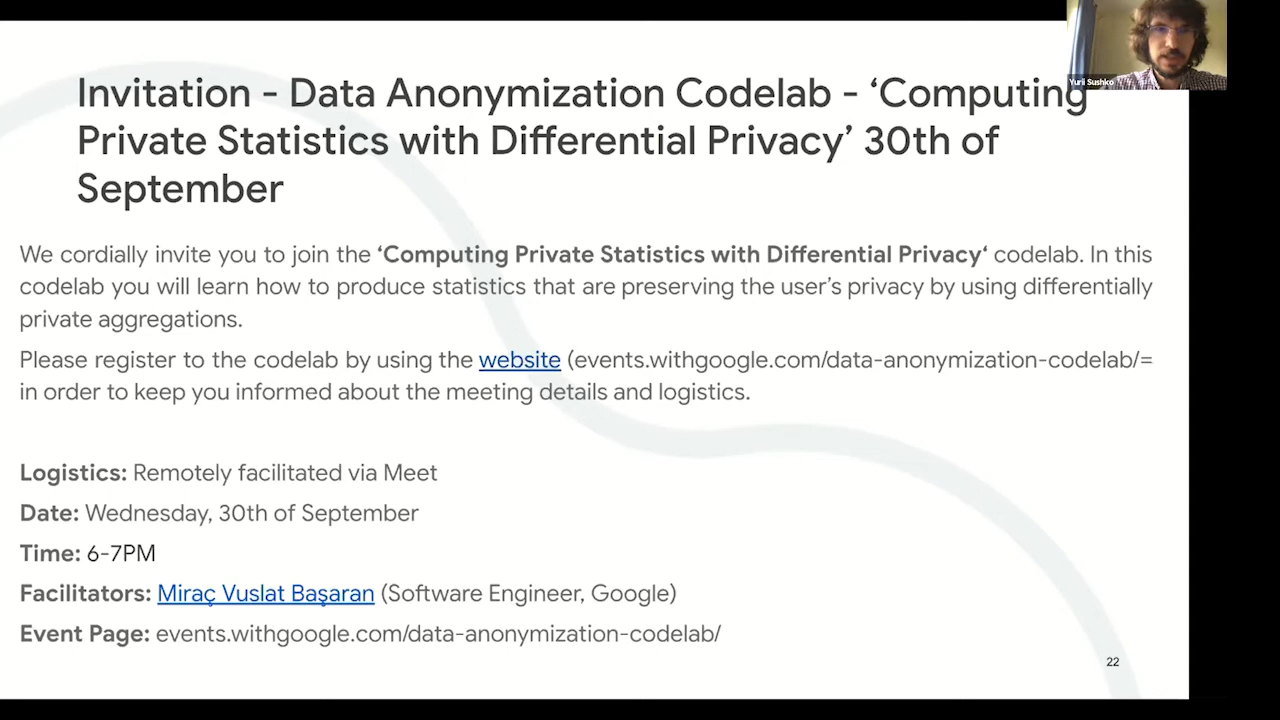 Invitation - Data Anonymization Codelab - ‘Computing
Private Statistics with Differential Privacy’ 30th of
September
Yurii Sushko
We cordially invite you to join the ‘Computing Private Statistics with Differential Privacy‘ codelab. In this
codelab you will learn how to produce statistics that are preserving the user’s privacy by using differentially
private aggregations.
Please register to the codelab by using the website (events.withgoogle.com/data-anonymization-codelab/=
in order to keep you informed about the meeting details and logistics.
Logistics: Remotely facilitated via Meet
Date: Wednesday, 30th of September
Time: 6-7PM
Facilitators: Miraç Vuslat Başaran (Software Engineer, Google)
Event Page: events.withgoogle.com/data-anonymization-codelab/
22